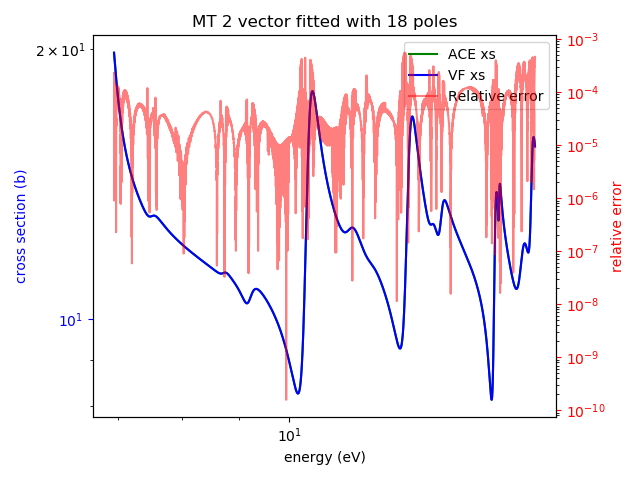 MT 2 vector fitted with 18 poles
ACE xs
VF xs
Relative error
2 × 10¹
10¹
cross section (b)
10⁻³
10⁻⁴
10⁻⁵
10⁻⁶
10⁻⁷
10⁻⁸
10⁻⁹
10⁻¹⁰
relative error
10¹
energy (eV)